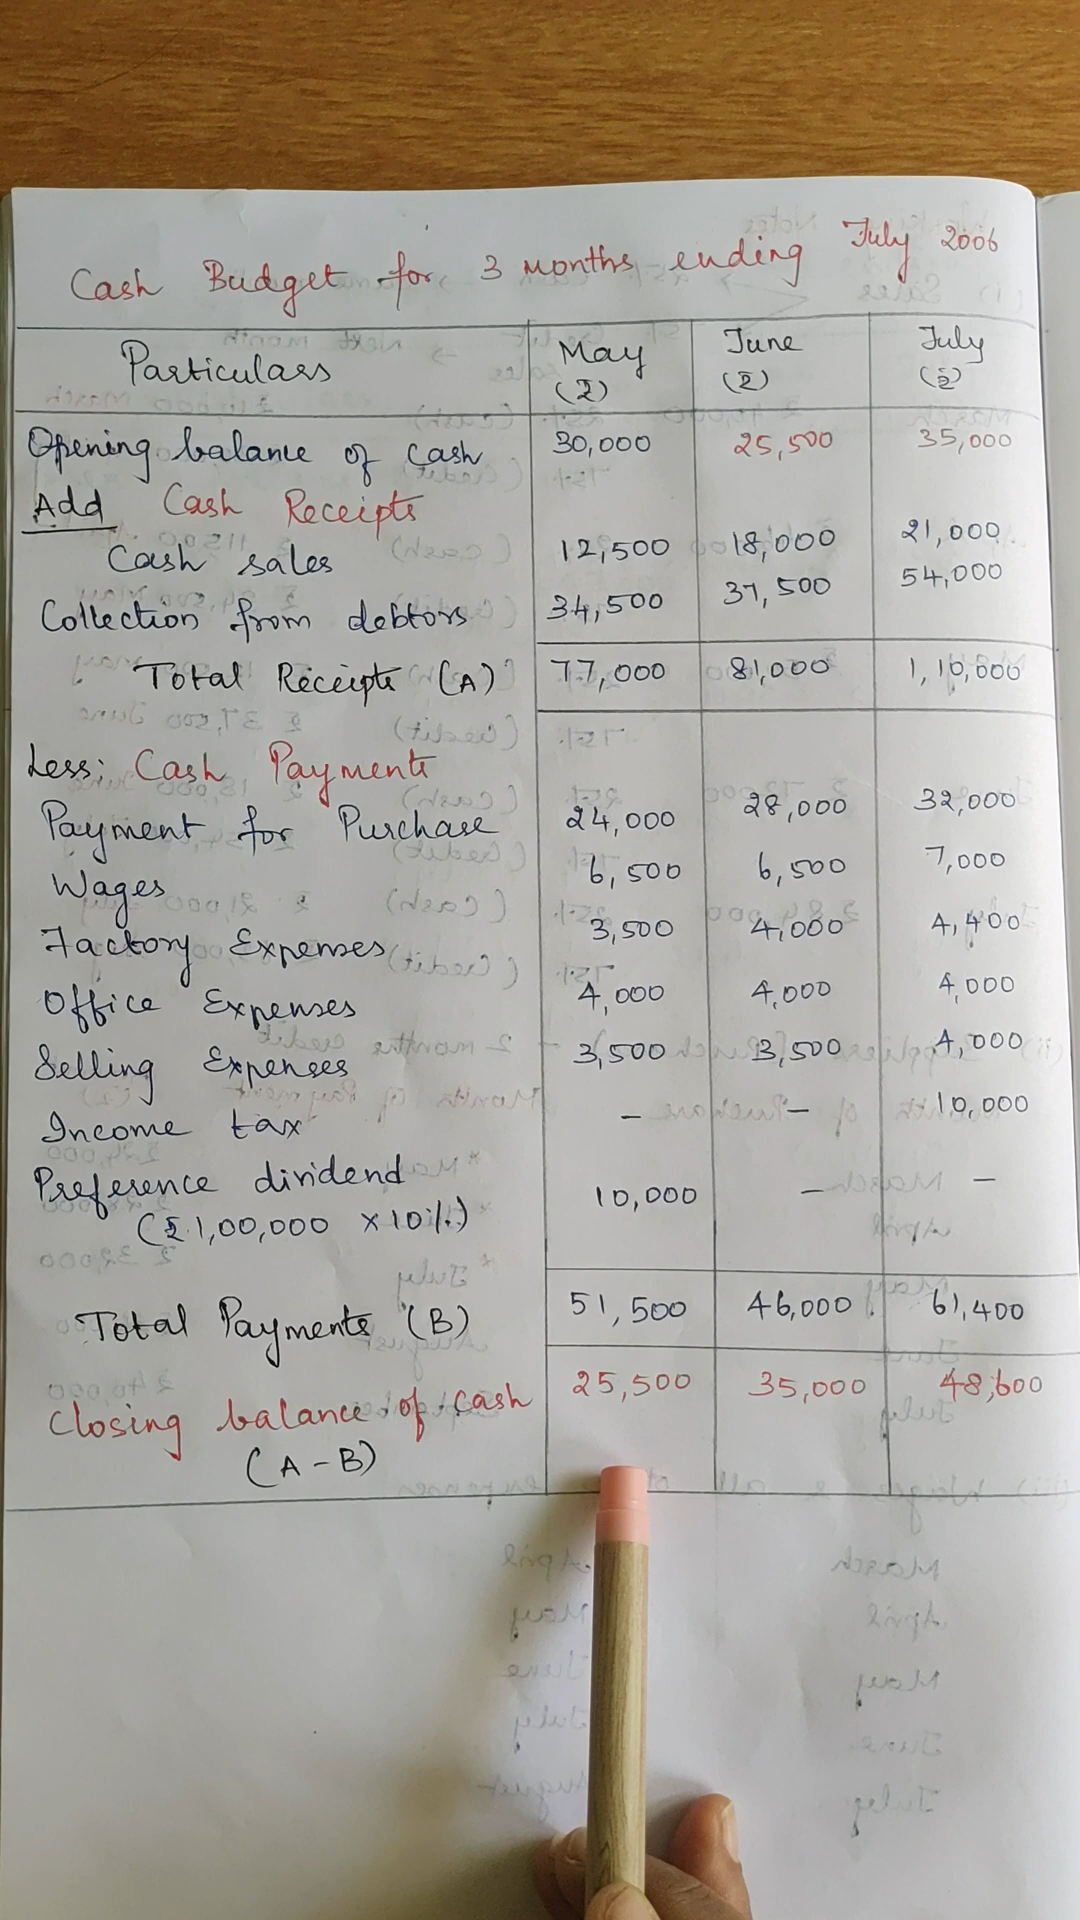 Cash Budget for 3 months ending July 2006
Particulars May (₹) June (₹) July (₹)
Opening balance of cash 30,000 25,500 35,000
Add Cash Receipts
Cash sales 12,500 18,000 21,000
Collection from debtors 34,500 37,500 54,000
Total Receipts (A) 77,000 81,000 1,10,000
Less: Cash Payments
Payment for Purchase 24,000 28,000 32,000
Wages 6,500 6,500 7,000
Factory Expenses 3,500 4,000 4,400
Office Expenses 4,000 4,000 4,000
Selling Expenses 3,500 3,500 4,000
Income tax - - 10,000
Preference dividend
(₹1,00,000 x 10%) 10,000 - -
Total Payments (B) 51,500 46,000 61,400
Closing balance of cash 25,500 35,000 48,600
(A-B)